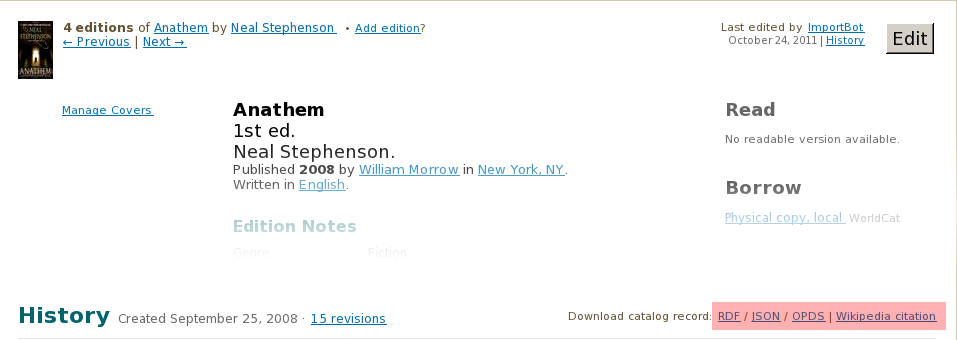 4 editions of Anathem by Neal Stephenson • Add edition?
← Previous | Next →
Last edited by ImportBot
October 24, 2011 | History
Edit
NEAL
STEPHENSON
ANATHEM
Manage Covers
Anathem
1st ed.
Neal Stephenson.
Published 2008 by William Morrow in New York, NY.
Written in English.
Edition Notes
Genre Fiction
Read
No readable version available.
Borrow
Physical copy, local WorldCat
History Created September 25, 2008 · 15 revisions
Download catalog record: RDF / JSON / OPDS | Wikipedia citation